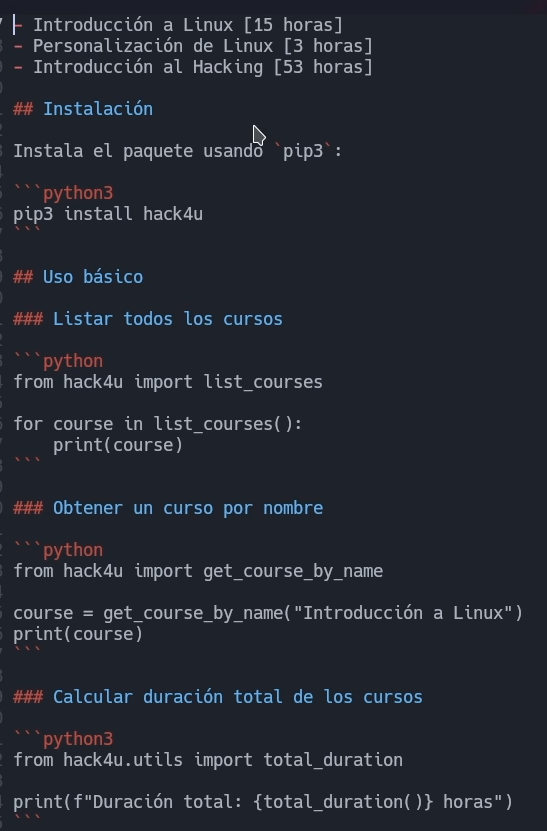 - Introducción a Linux [15 horas]
- Personalización de Linux [3 horas]
- Introducción al Hacking [53 horas]
## Instalación
Instala el paquete usando `pip3`:
```python3
pip3 install hack4u
```
## Uso básico
### Listar todos los cursos
```python
from hack4u import list_courses
for course in list_courses():
    print(course)
```
### Obtener un curso por nombre
```python
from hack4u import get_course_by_name
course = get_course_by_name("Introducción a Linux")
print(course)
```
### Calcular duración total de los cursos
```python3
from hack4u.utils import total_duration
print(f"Duración total: {total_duration()} horas")
```